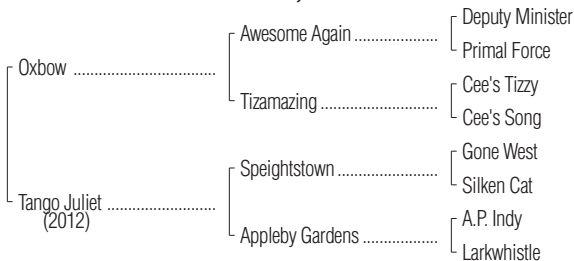 Deputy Minister
Awesome Again ....................
Primal Force
Oxbow ..................................
Cee's Tizzy
Tizamazing ............................
Cee's Song
Gone West
Speightstown ........................
Silken Cat
Tango Juliet ..........................
(2012)
A.P. Indy
Appleby Gardens ..................
Larkwhistle